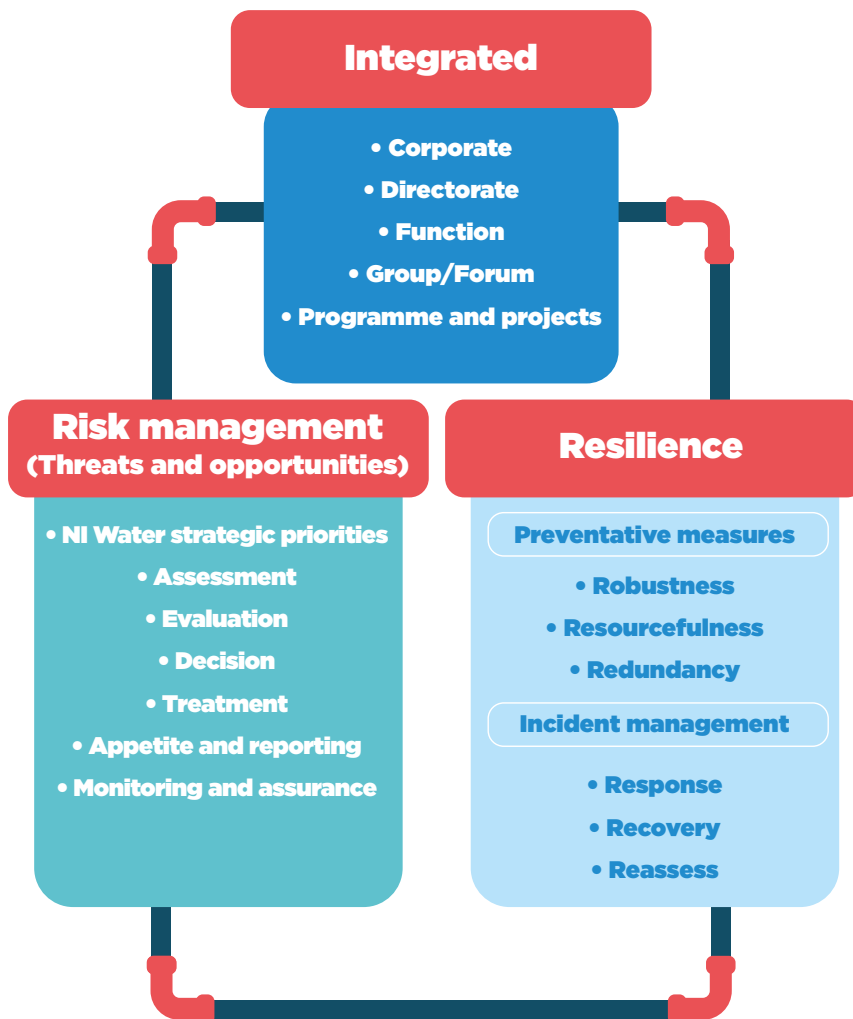 Integrated
• Corporate
• Directorate
• Function
• Group/Forum
• Programme and projects
Risk management
(Threats and opportunities)
• NI Water strategic priorities
• Assessment
• Evaluation
• Decision
• Treatment
• Appetite and reporting
• Monitoring and assurance
Resilience
Preventative measures
• Robustness
• Resourcefulness
• Redundancy
Incident management
• Response
• Recovery
• Reassess